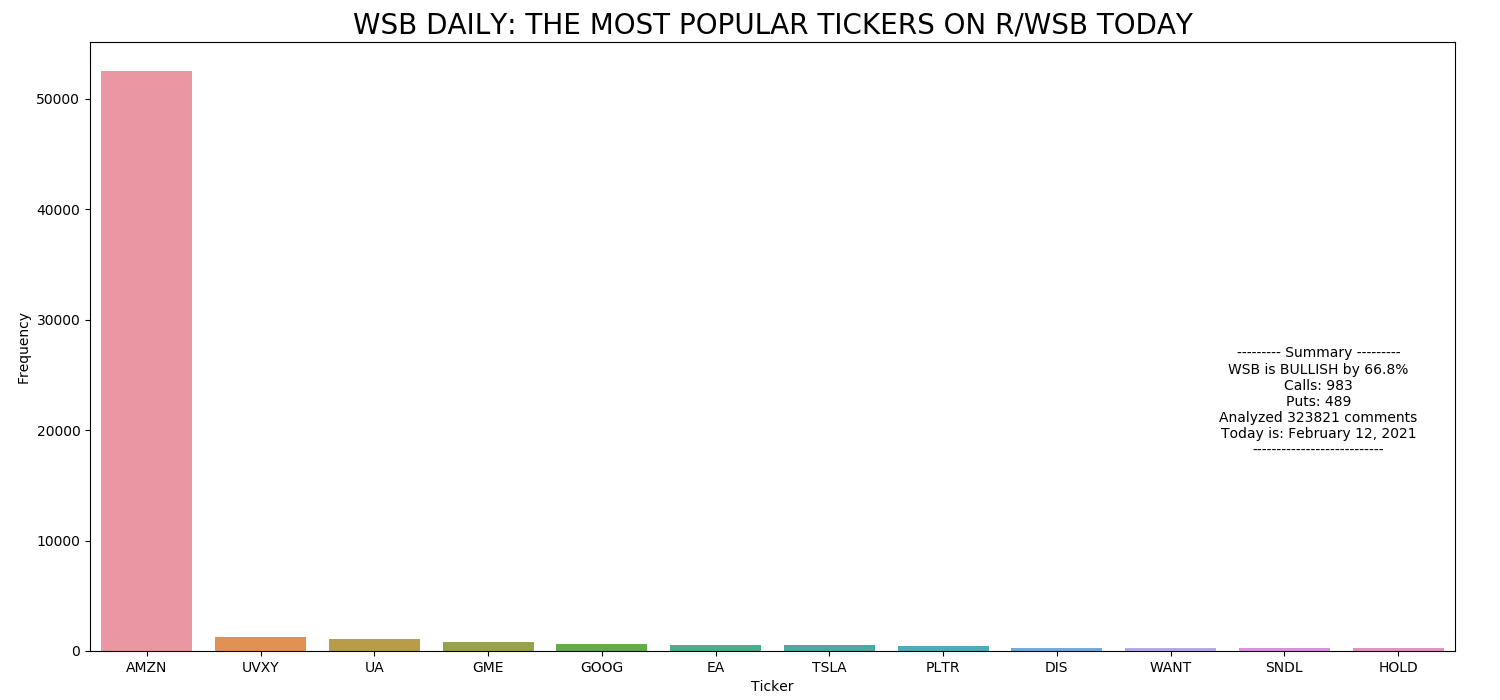 WSB DAILY: THE MOST POPULAR TICKERS ON R/WSB TODAY
50000
40000
30000
20000
10000
0
Frequency
--------- Summary ---------
WSB is BULLISH by 66.8%
Calls: 983
Puts: 489
Analyzed 323821 comments
Today is: February 12, 2021
---------------------------
AMZN UVXY UA GME GOOG EA TSLA PLTR DIS WANT SNDL HOLD
Ticker